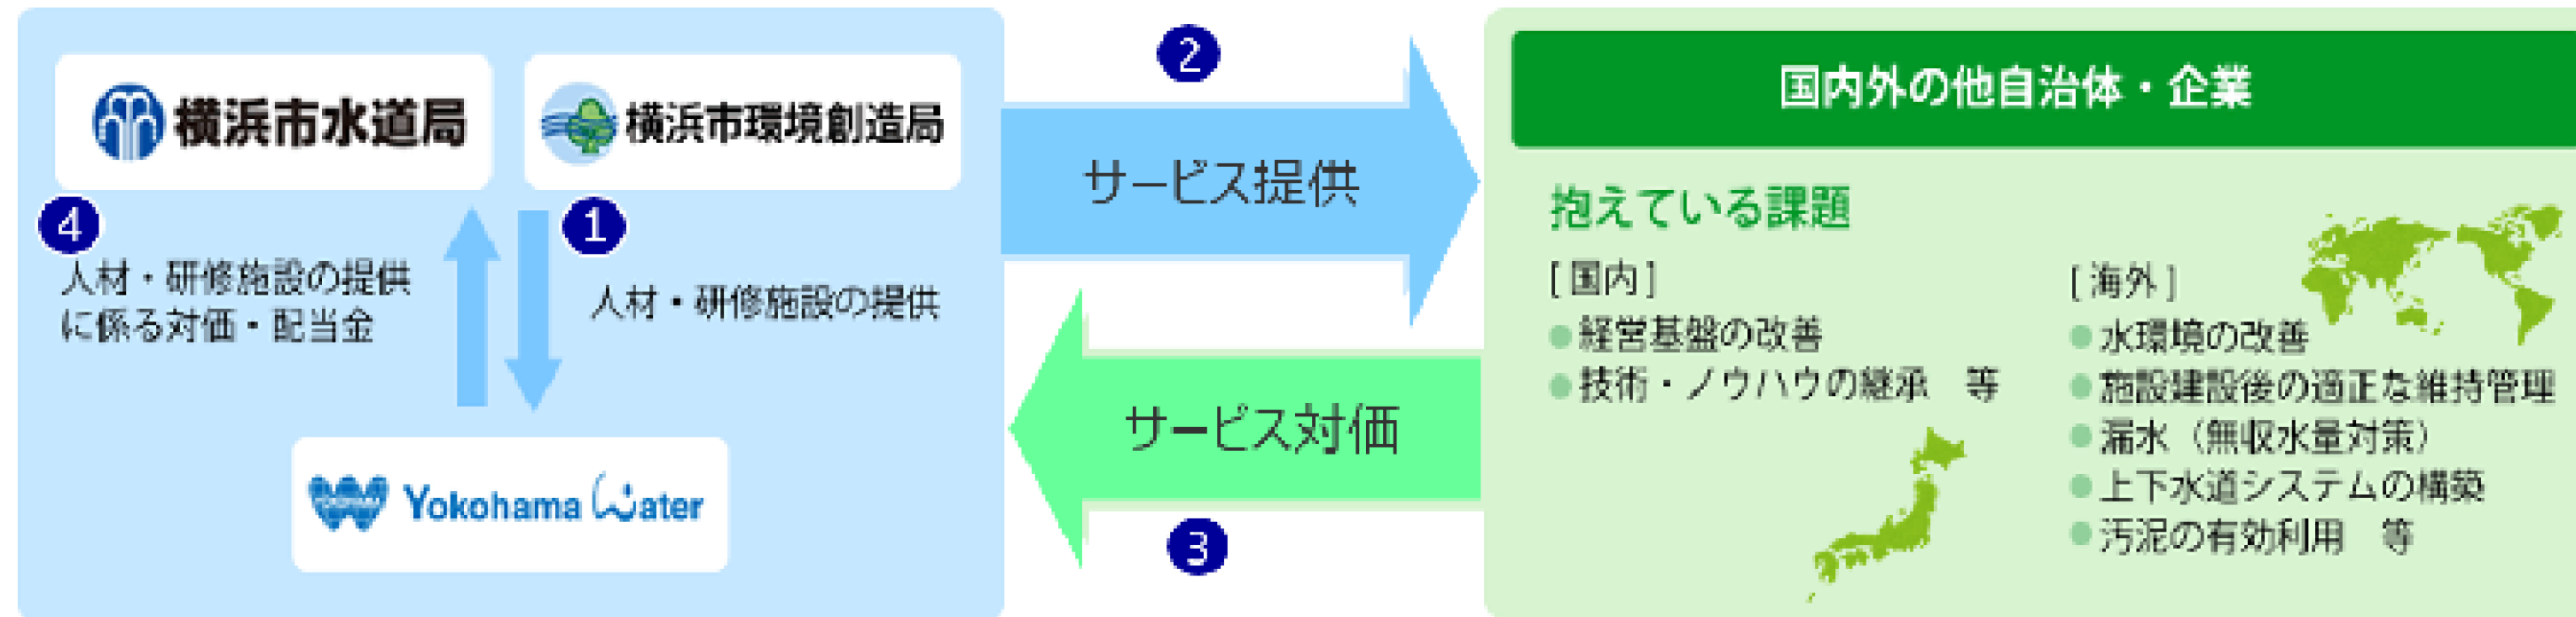 横浜市水道局
横浜市環境創造局
4
人材・研修施設の提供
に係る対価・配当金
1
人材・研修施設の提供
Yokohama Water
2
サービス提供
サービス対価
3
国内外の他自治体・企業
抱えている課題
[国内]
●経営基盤の改善
●技術・ノウハウの継承　等
[海外]
●水環境の改善
●施設建設後の適正な維持管理
●漏水（無収水量対策）
●上下水道システムの構築
●汚泥の有効利用　等